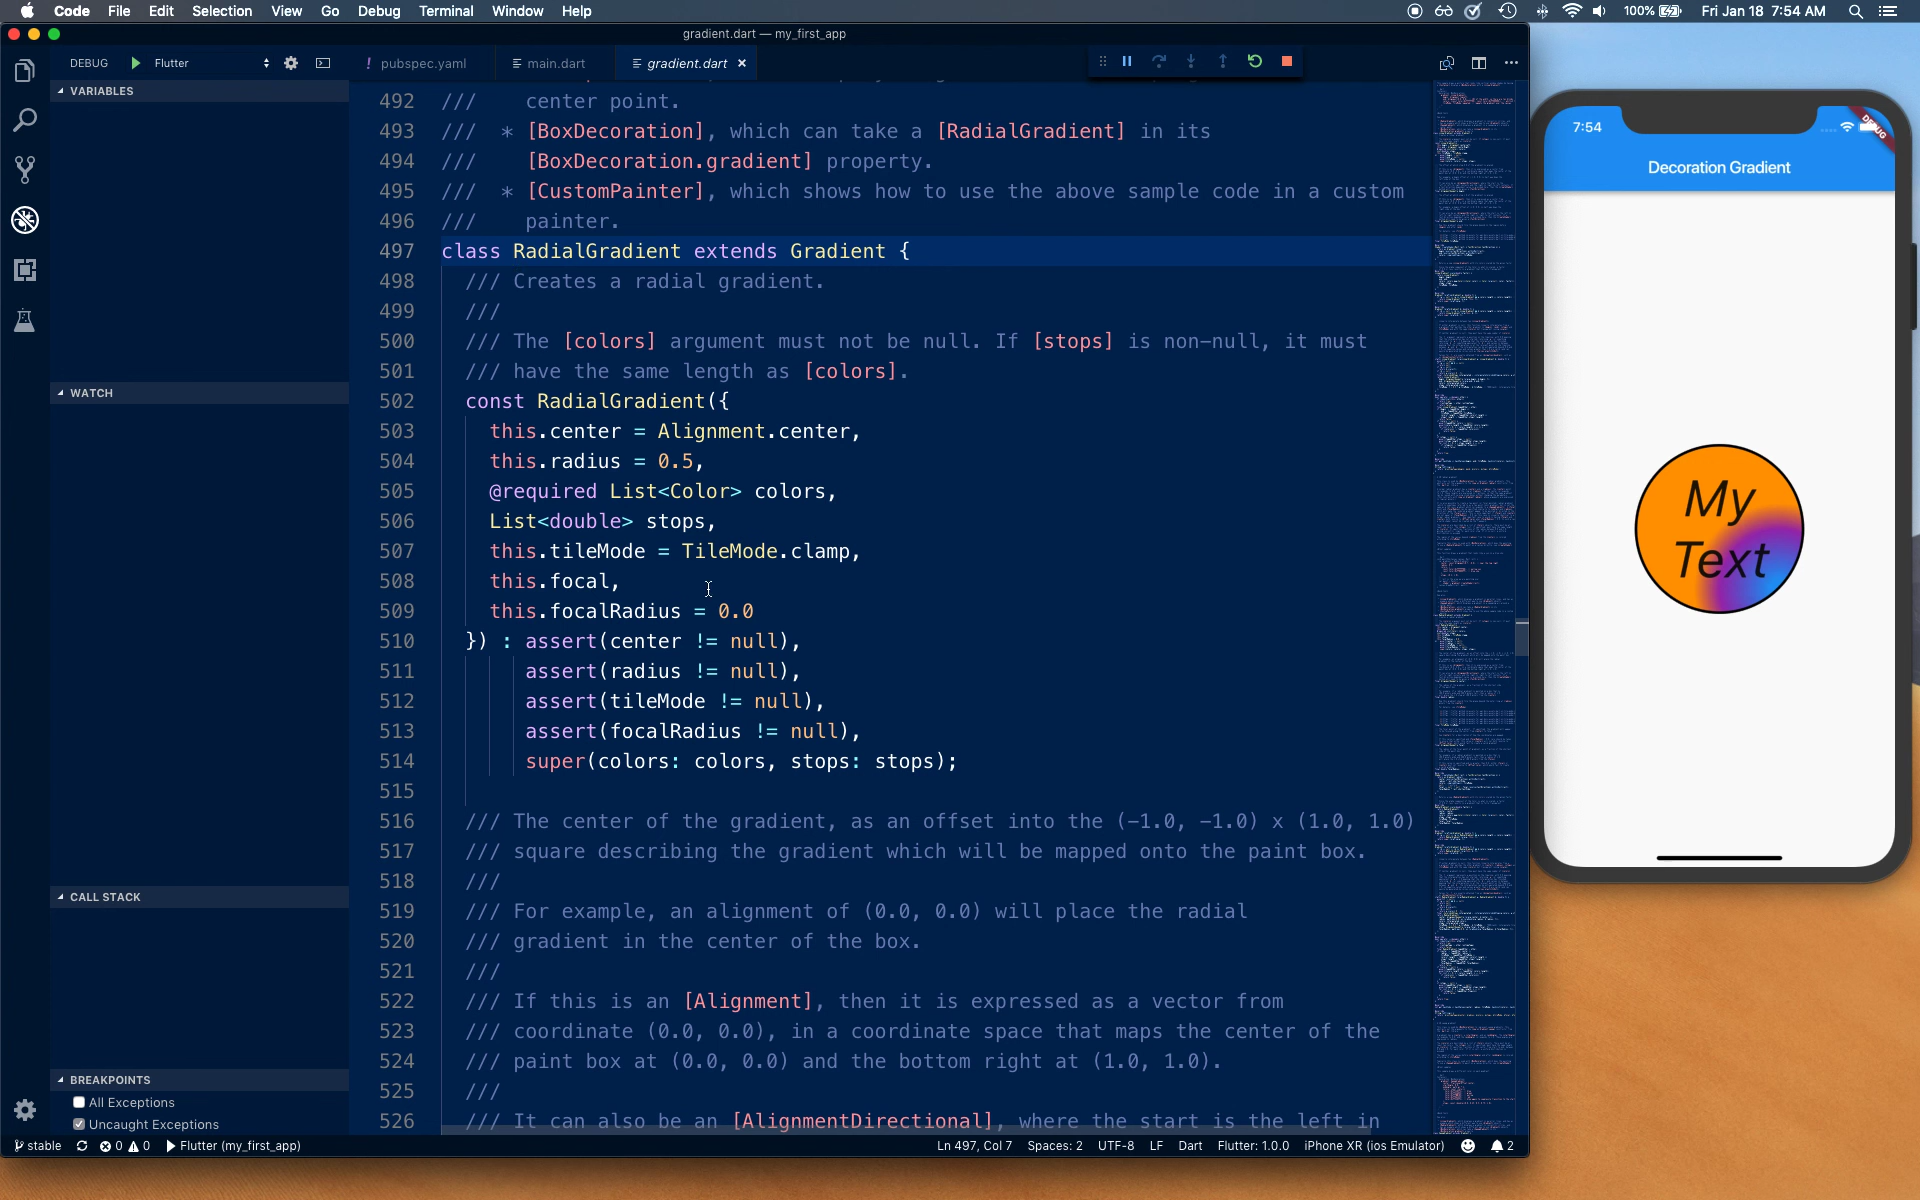 Code File Edit Selection View Go Debug Terminal Window Help
100% Fri Jan 18 7:54 AM
gradient.dart — my_first_app
DEBUG Flutter
! pubspec.yaml main.dart gradient.dart
VARIABLES
WATCH
CALL STACK
BREAKPOINTS
All Exceptions
Uncaught Exceptions
492 /// center point.
493 /// * [BoxDecoration], which can take a [RadialGradient] in its
494 /// [BoxDecoration.gradient] property.
495 /// * [CustomPainter], which shows how to use the above sample code in a custom
496 /// painter.
497 class RadialGradient extends Gradient {
498 /// Creates a radial gradient.
499 ///
500 /// The [colors] argument must not be null. If [stops] is non-null, it must
501 /// have the same length as [colors].
502 const RadialGradient({
503 this.center = Alignment.center,
504 this.radius = 0.5,
505 @required List<Color> colors,
506 List<double> stops,
507 this.tileMode = TileMode.clamp,
508 this.focal,
509 this.focalRadius = 0.0
510 }) : assert(center != null),
511 assert(radius != null),
512 assert(tileMode != null),
513 assert(focalRadius != null),
514 super(colors: colors, stops: stops);
515
516 /// The center of the gradient, as an offset into the (-1.0, -1.0) x (1.0, 1.0)
517 /// square describing the gradient which will be mapped onto the paint box.
518 ///
519 /// For example, an alignment of (0.0, 0.0) will place the radial
520 /// gradient in the center of the box.
521 ///
522 /// If this is an [Alignment], then it is expressed as a vector from
523 /// coordinate (0.0, 0.0), in a coordinate space that maps the center of the
524 /// paint box at (0.0, 0.0) and the bottom right at (1.0, 1.0).
525 ///
526 /// It can also be an [AlignmentDirectional], where the start is the left in
stable 0 0 Flutter (my_first_app)
Ln 497, Col 7 Spaces: 2 UTF-8 LF Dart Flutter: 1.0.0 iPhone XR (ios Emulator) 2
7:54
DEBUG
Decoration Gradient
My
Text